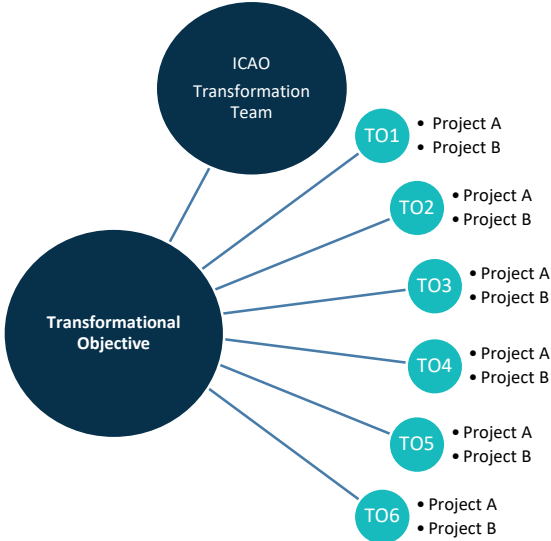 ICAO
Transformation
Team
TO1
• Project A
• Project B
TO2
• Project A
• Project B
TO3
• Project A
• Project B
Transformational
Objective
TO4
• Project A
• Project B
TO5
• Project A
• Project B
TO6
• Project A
• Project B